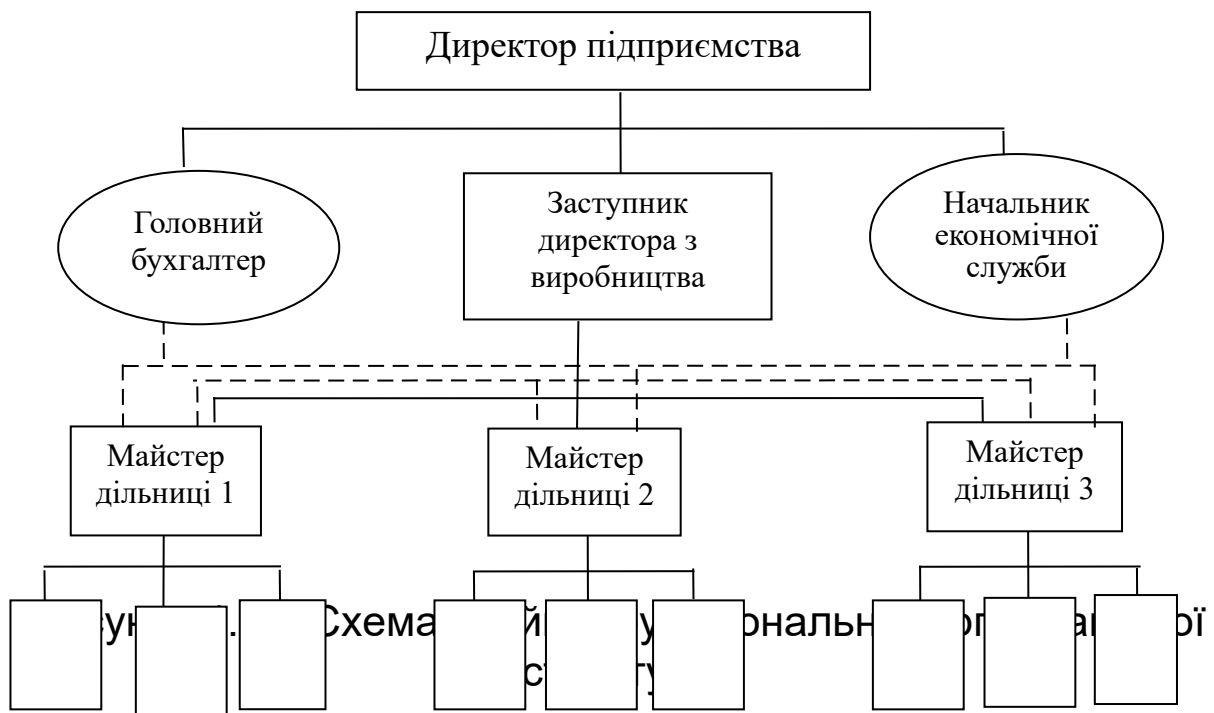 Директор підприємства
Головний
бухгалтер
Заступник
директора з
виробництва
Начальник
економічної
служби
Майстер
дільниці 1
Майстер
дільниці 2
Майстер
дільниці 3
Схема